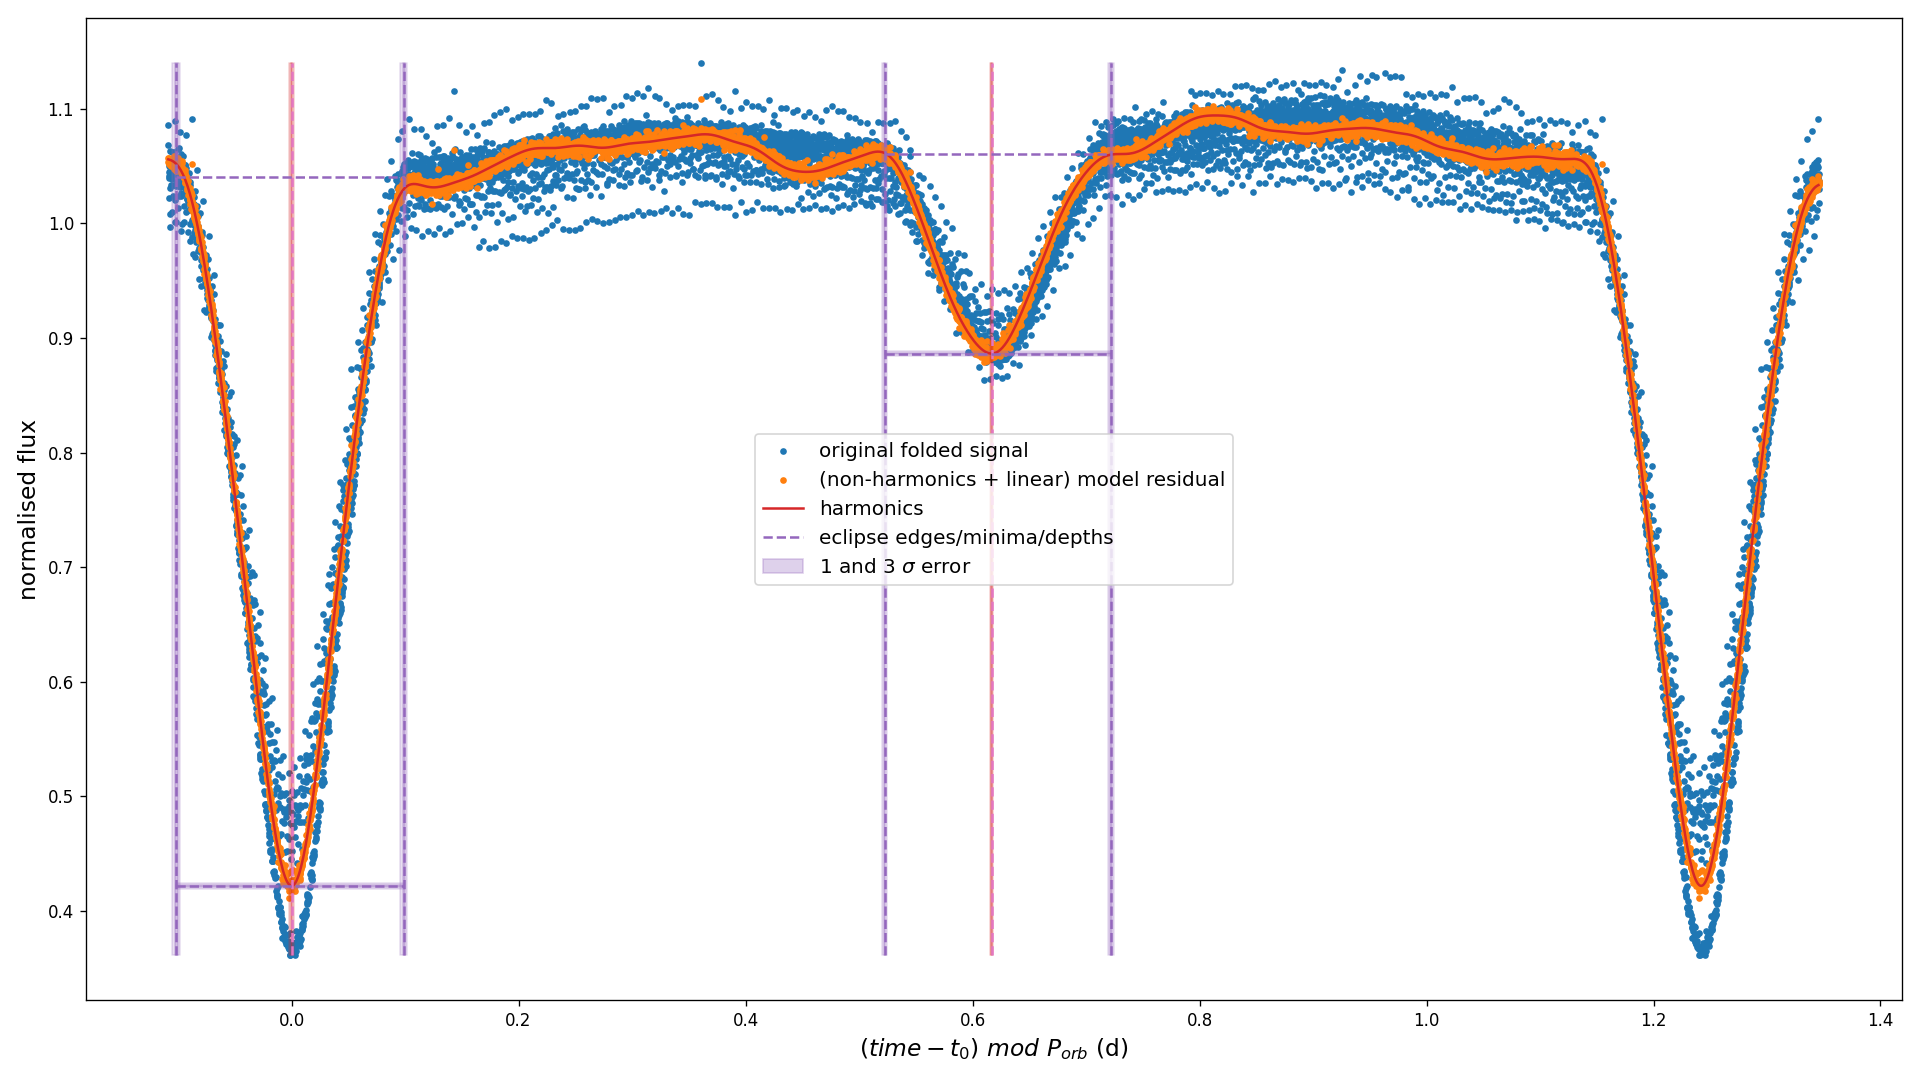 1.1
1.0
0.9
0.8
0.7
0.6
0.5
0.4
normalised flux
original folded signal
(non-harmonics + linear) model residual
harmonics
eclipse edges/minima/depths
1 and 3 σ error
0.0 0.2 0.4 0.6 0.8 1.0 1.2 1.4
(time − t₀) mod Pₒᵣb (d)